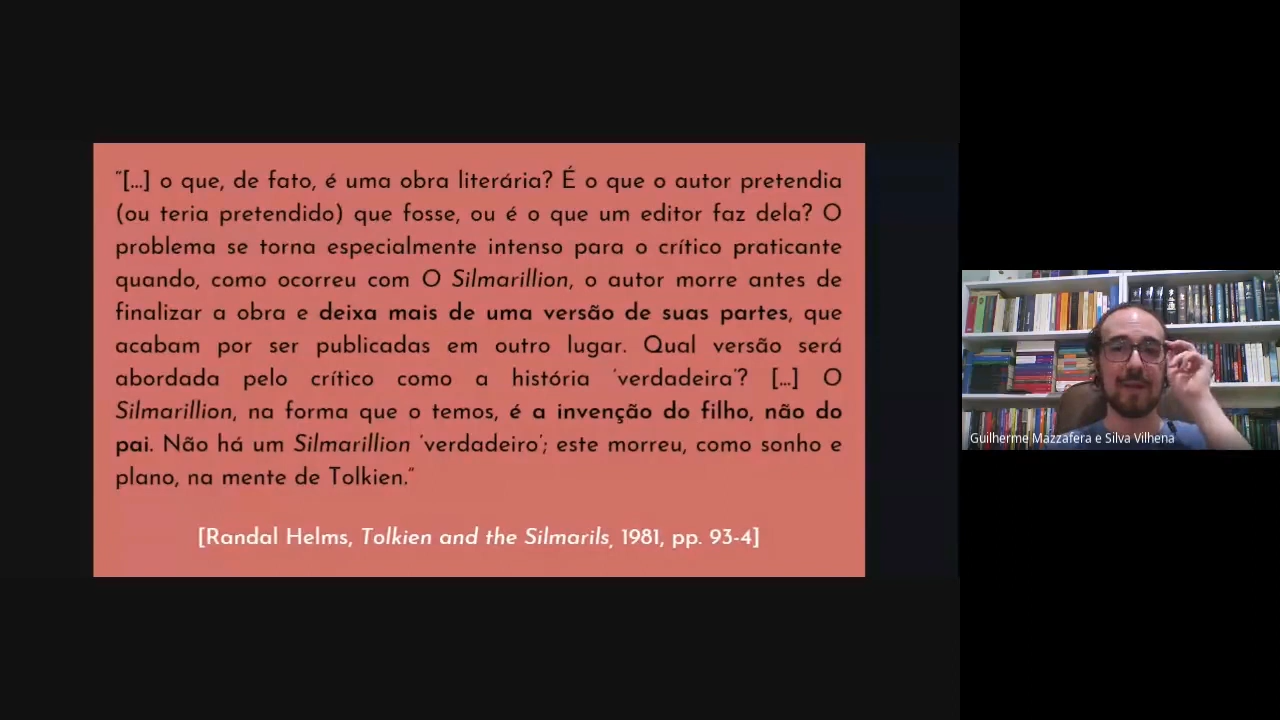 "[...] o que, de fato, é uma obra literária? É o que o autor pretendia
(ou teria pretendido) que fosse, ou é o que um editor faz dela? O
problema se torna especialmente intenso para o crítico praticante
quando, como ocorreu com O Silmarillion, o autor morre antes de
finalizar a obra e deixa mais de uma versão de suas partes, que
acabam por ser publicadas em outro lugar. Qual versão será
abordada pelo crítico como a história 'verdadeira'? [...] O
Silmarillion, na forma que o temos, é a invenção do filho, não do
pai. Não há um Silmarillion 'verdadeiro'; este morreu, como sonho e
plano, na mente de Tolkien."
[Randal Helms, Tolkien and the Silmarils, 1981, pp. 93-4]
Guilherme Mazzafera e Silva Vilhena